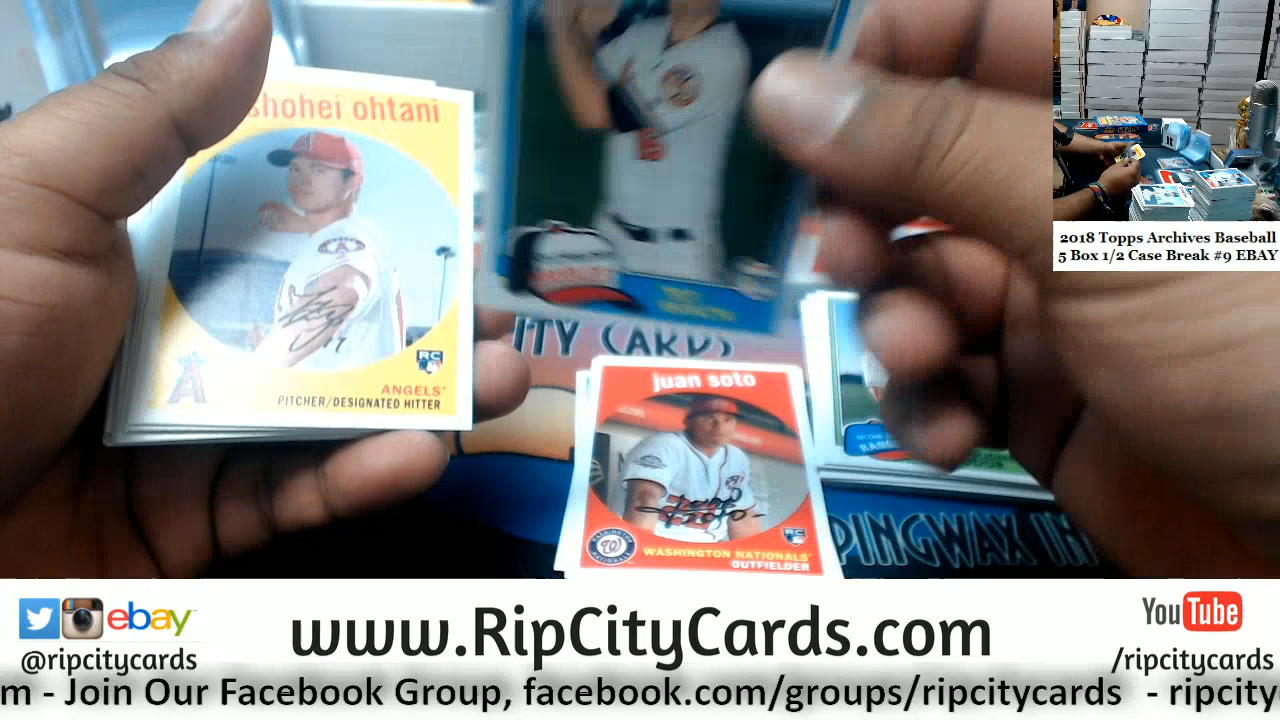 shohei ohtani
A
RC
ANGELS
PITCHER/DESIGNATED HITTER
ITY CARD
juan soto
W
RC
WASHINGTON NATIONALS
OUTFIELDER
PINGWAX IN
2018 Topps Archives Baseball
5 Box 1/2 Case Break #9 EBAY
ebay
@ripcitycards
www.RipCityCards.com
YouTube
/ripcitycards
m - Join Our Facebook Group, facebook.com/groups/ripcitycards - ripcity